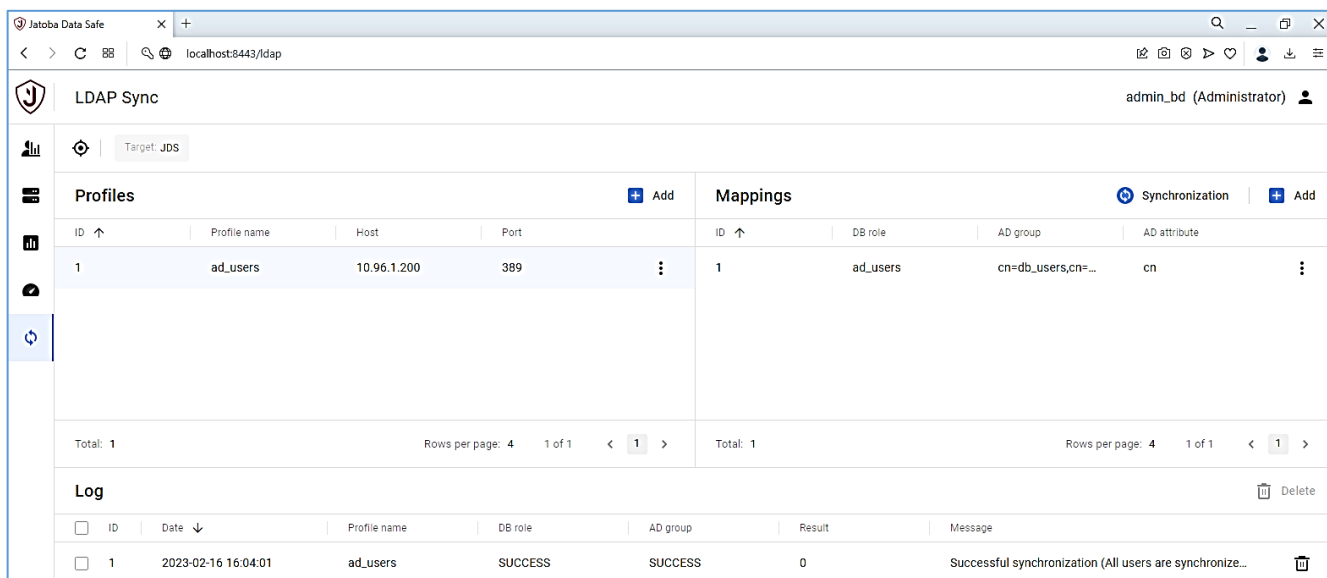 Jatoba Data Safe
localhost:8443/ldap
LDAP Sync
admin_bd (Administrator)
Target: JDS
Profiles
Add
ID Profile name Host Port
1 ad_users 10.96.1.200 389
Total: 1 Rows per page: 4 1 of 1 1
Mappings
Synchronization Add
ID DB role AD group AD attribute
1 ad_users cn=db_users,cn=... cn
Total: 1 Rows per page: 4 1 of 1 1
Log
Delete
ID Date Profile name DB role AD group Result Message
1 2023-02-16 16:04:01 ad_users SUCCESS SUCCESS 0 Successful synchronization (All users are synchronize...